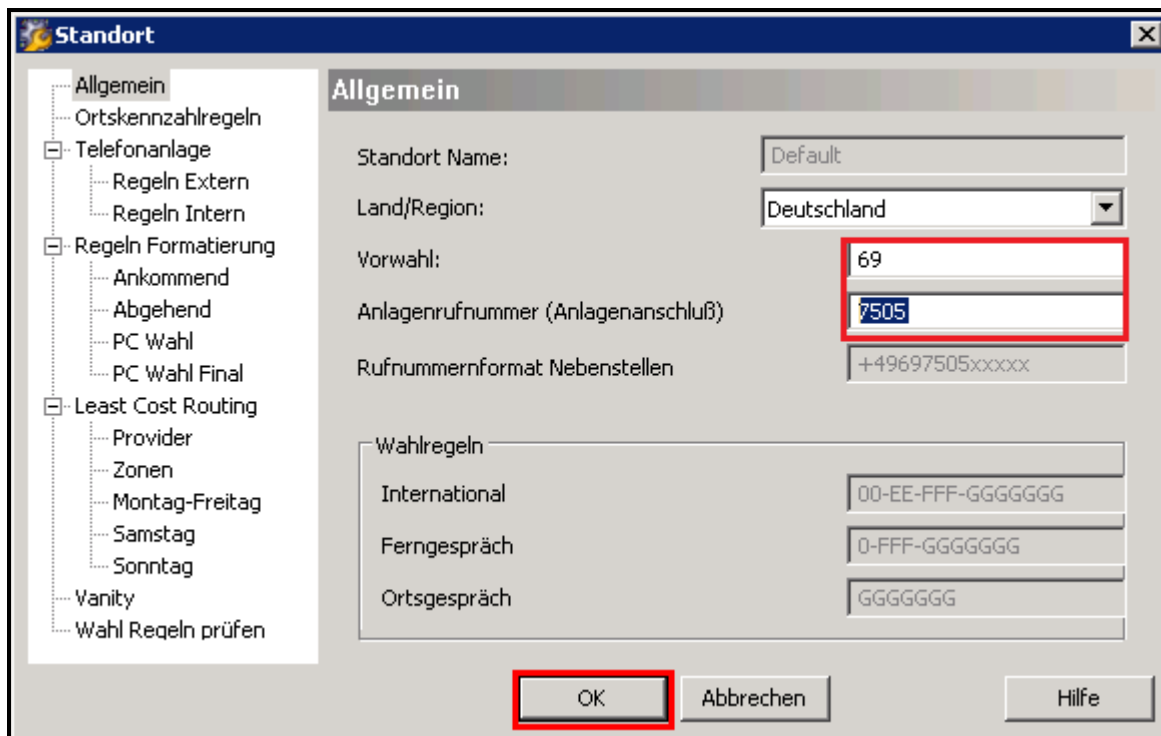 Standort
Allgemein
Ortskennzahlregeln
Telefonanlage
Regeln Extern
Regeln Intern
Regeln Formatierung
Ankommend
Abgehend
PC Wahl
PC Wahl Final
Least Cost Routing
Provider
Zonen
Montag-Freitag
Samstag
Sonntag
Vanity
Wahl Regeln prüfen
Allgemein
Standort Name: Default
Land/Region: Deutschland
Vorwahl: 69
Anlagenrufnummer (Anlagenanschluß) 7505
Rufnummernformat Nebenstellen +49697505xxxxx
Wahlregeln
International 00-EE-FFF-GGGGGGG
Ferngespräch 0-FFF-GGGGGGG
Ortsgespräch GGGGGGG
OK Abbrechen Hilfe